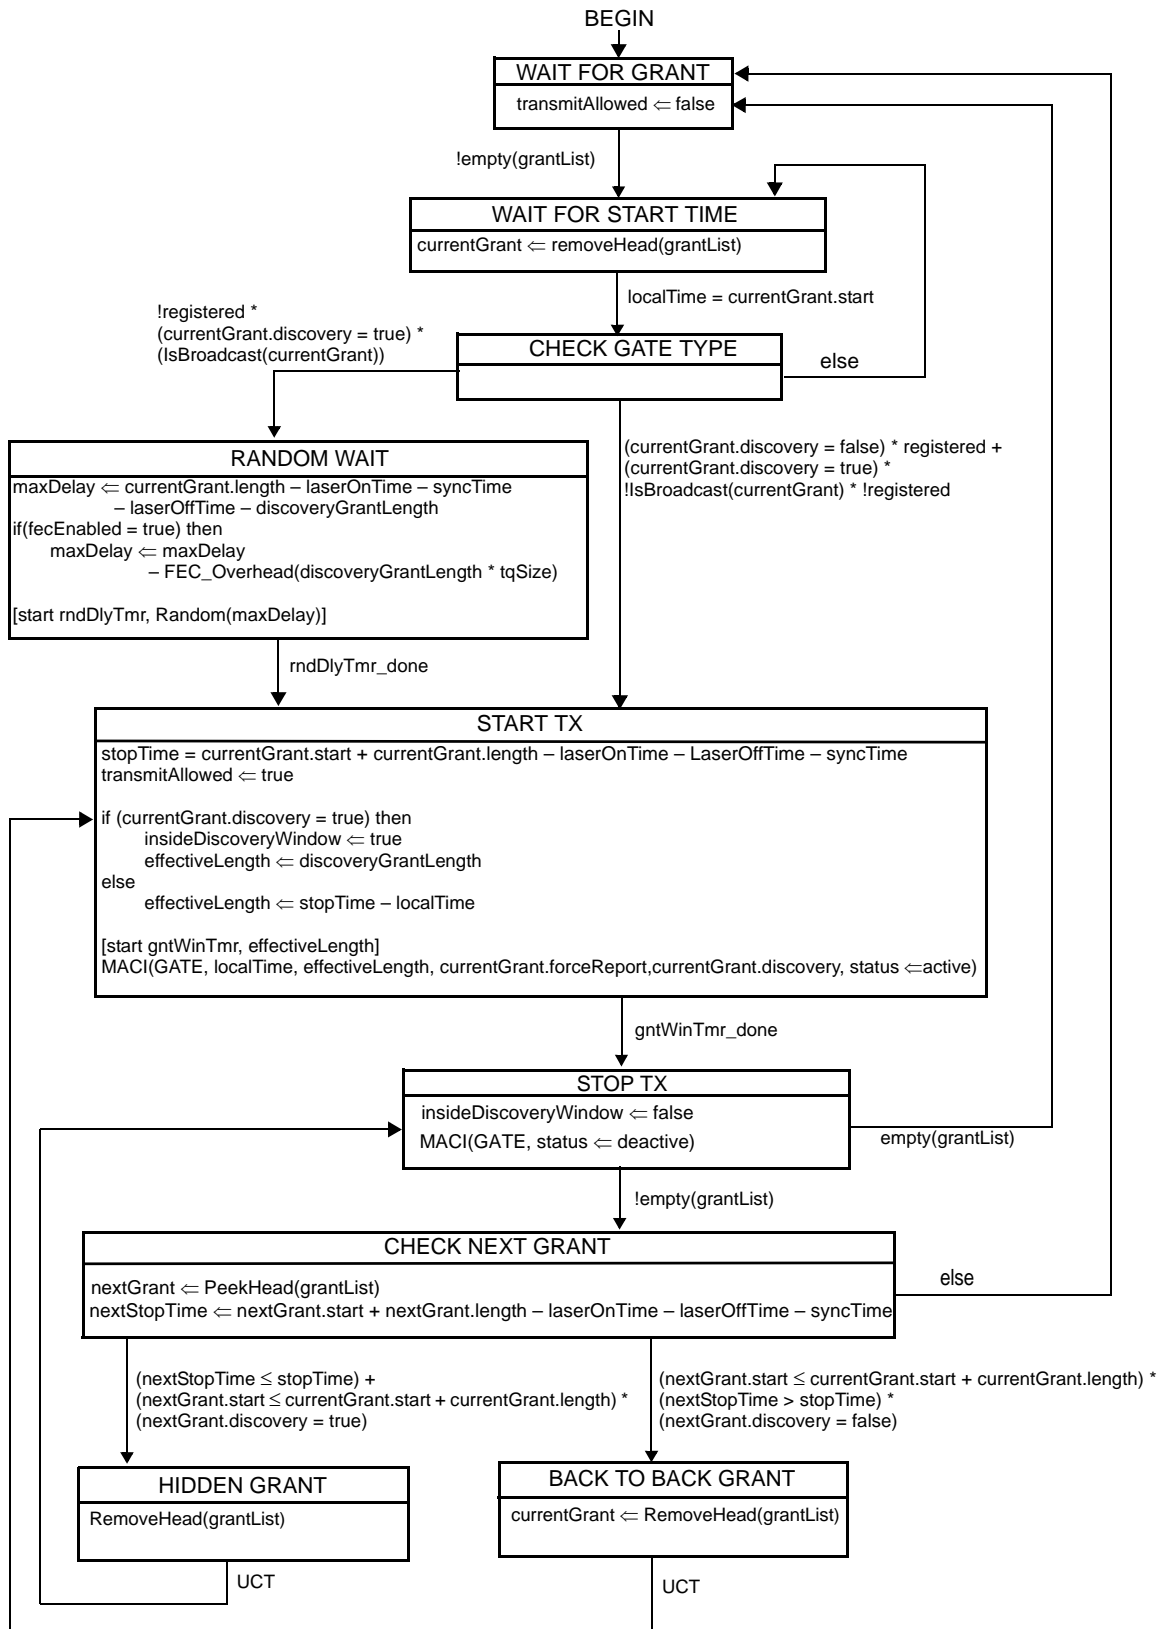 BEGIN
WAIT FOR GRANT
transmitAllowed ⇐ false
!empty(grantList)
WAIT FOR START TIME
currentGrant ⇐ removeHead(grantList)
localTime = currentGrant.start
!registered *
(currentGrant.discovery = true) *
(IsBroadcast(currentGrant))
CHECK GATE TYPE
else
(currentGrant.discovery = false) * registered +
(currentGrant.discovery = true) *
!IsBroadcast(currentGrant) * !registered
RANDOM WAIT
maxDelay ⇐ currentGrant.length – laserOnTime – syncTime
– laserOffTime – discoveryGrantLength
if(fecEnabled = true) then
maxDelay ⇐ maxDelay
– FEC_Overhead(discoveryGrantLength * tqSize)
[start rndDlyTmr, Random(maxDelay)]
rndDlyTmr_done
START TX
stopTime = currentGrant.start + currentGrant.length – laserOnTime – LaserOffTime – syncTime
transmitAllowed ⇐ true
if (currentGrant.discovery = true) then
insideDiscoveryWindow ⇐ true
effectiveLength ⇐ discoveryGrantLength
else
effectiveLength ⇐ stopTime – localTime
[start gntWinTmr, effectiveLength]
MACI(GATE, localTime, effectiveLength, currentGrant.forceReport,currentGrant.discovery, status ⇐active)
gntWinTmr_done
STOP TX
insideDiscoveryWindow ⇐ false
MACI(GATE, status ⇐ deactive)
empty(grantList)
!empty(grantList)
CHECK NEXT GRANT
nextGrant ⇐ PeekHead(grantList)
nextStopTime ⇐ nextGrant.start + nextGrant.length – laserOnTime – laserOffTime – syncTime
else
(nextStopTime ≤ stopTime) +
(nextGrant.start ≤ currentGrant.start + currentGrant.length) *
(nextGrant.discovery = true)
(nextGrant.start ≤ currentGrant.start + currentGrant.length) *
(nextStopTime > stopTime) *
(nextGrant.discovery = false)
HIDDEN GRANT
RemoveHead(grantList)
UCT
BACK TO BACK GRANT
currentGrant ⇐ RemoveHead(grantList)
UCT